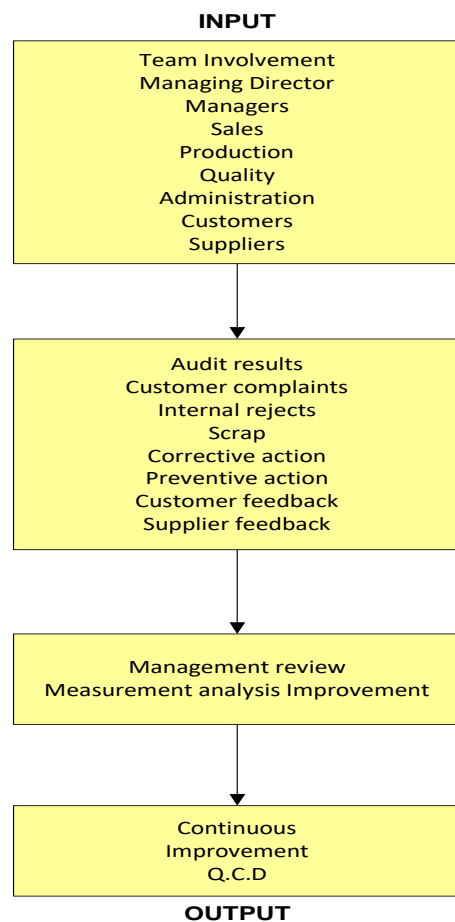 INPUT
Team Involvement
Managing Director
Managers
Sales
Production
Quality
Administration
Customers
Suppliers
Audit results
Customer complaints
Internal rejects
Scrap
Corrective action
Preventive action
Customer feedback
Supplier feedback
Management review
Measurement analysis Improvement
Continuous
Improvement
Q.C.D
OUTPUT